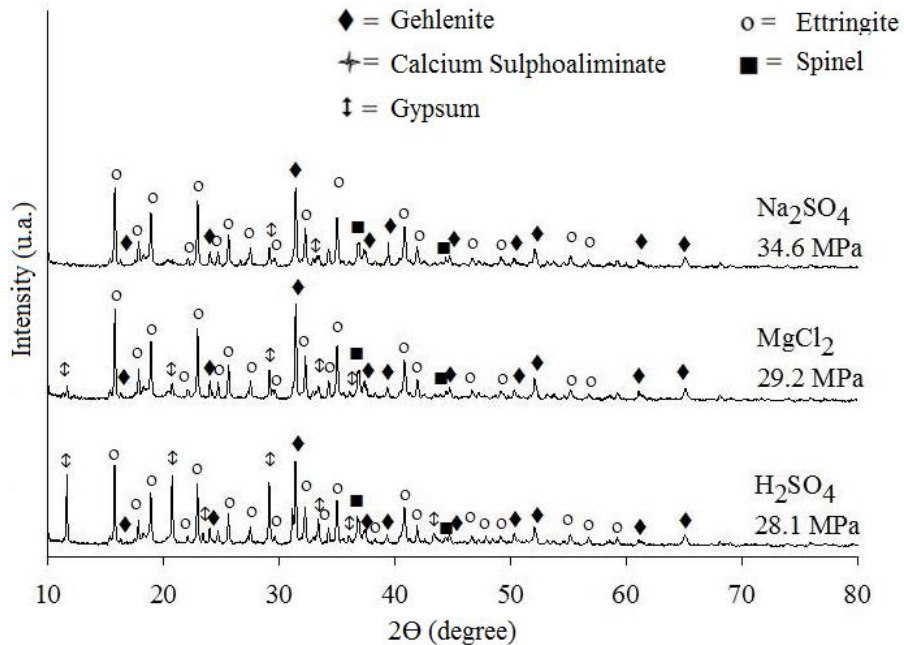 ♦ = Gehlenite
○ = Ettringite
= Calcium Sulphoaliminate
■ = Spinel
↕ = Gypsum
Intensity (u.a.)
Na₂SO₄
34.6 MPa
MgCl₂
29.2 MPa
H₂SO₄
28.1 MPa
10 20 30 40 50 60 70 80
2Ɵ (degree)